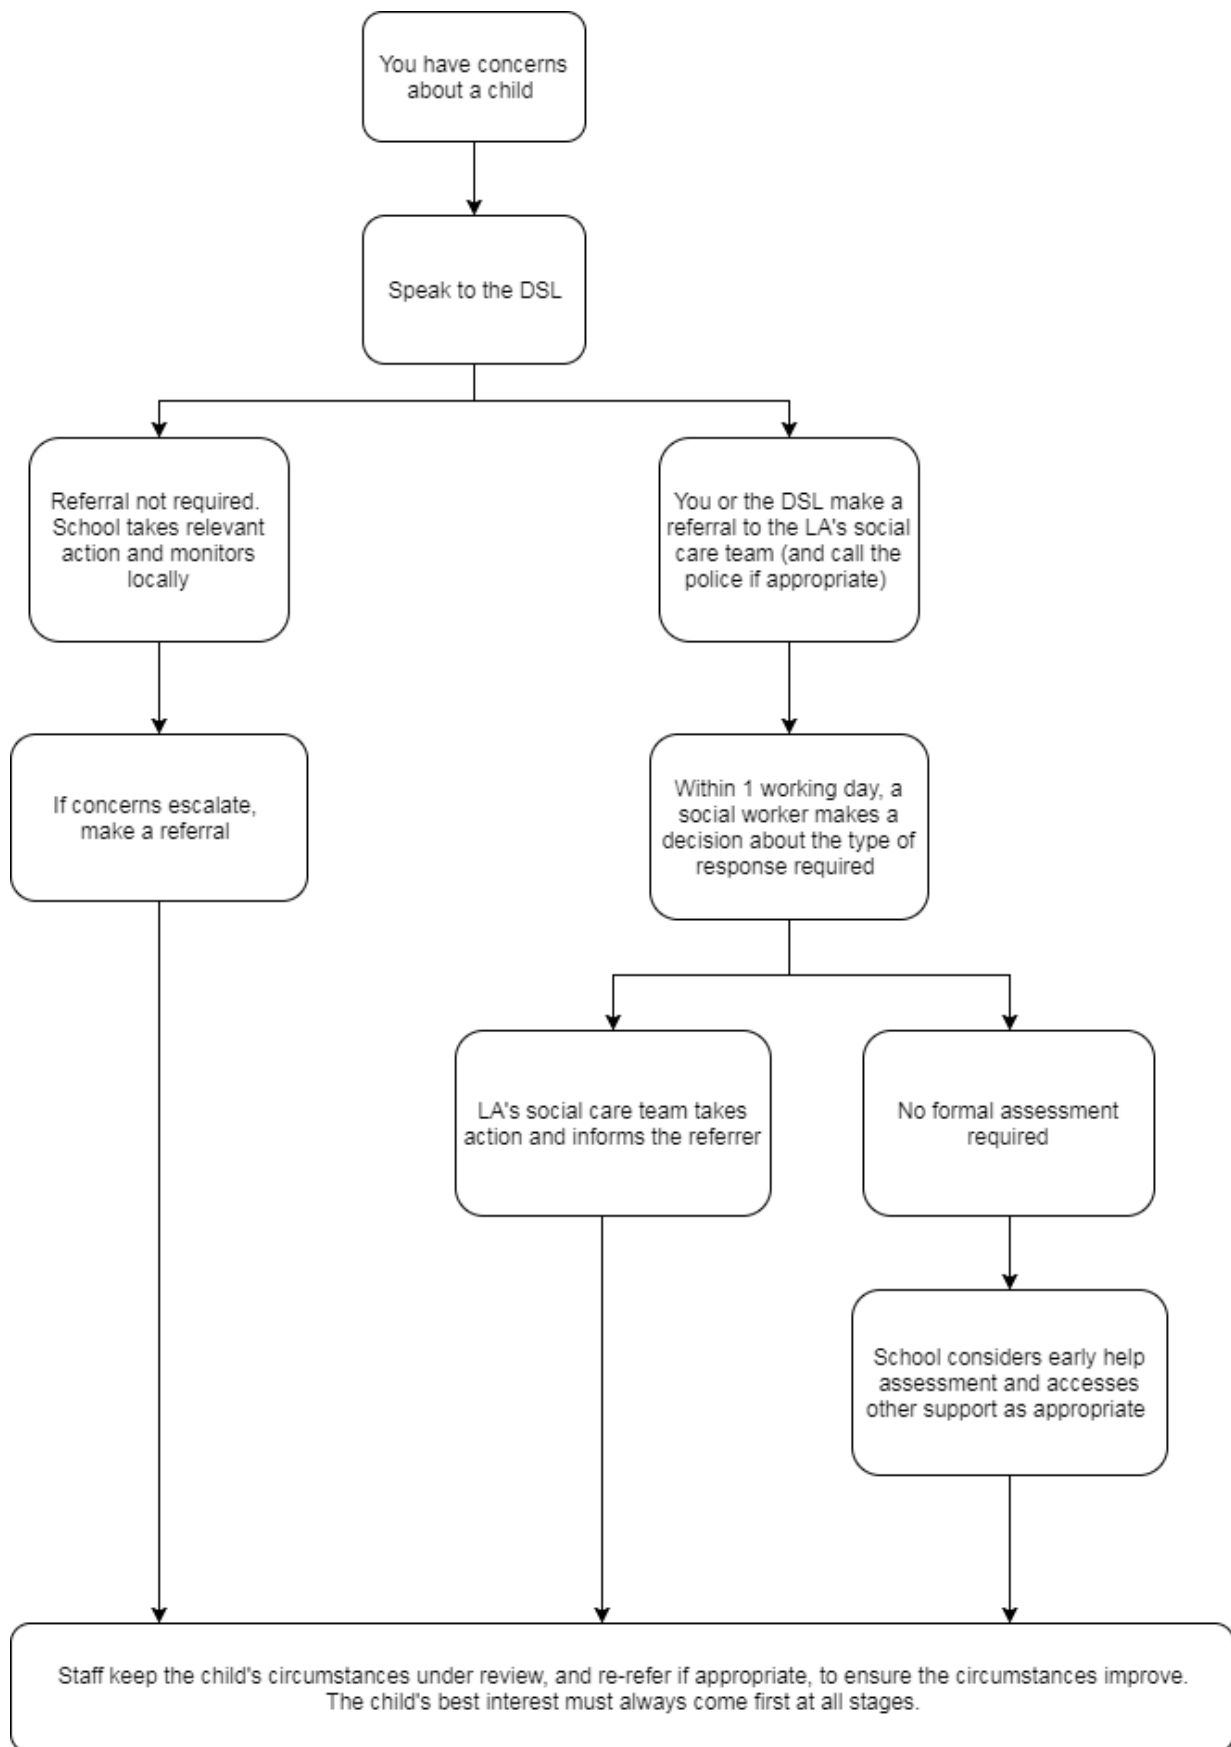 You have concerns
about a child
Speak to the DSL
Referral not required.
School takes relevant
action and monitors
locally
You or the DSL make a
referral to the LA's social
care team (and call the
police if appropriate)
If concerns escalate,
make a referral
Within 1 working day, a
social worker makes a
decision about the type of
response required
LA's social care team takes
action and informs the referrer
No formal assessment
required
School considers early help
assessment and accesses
other support as appropriate
Staff keep the child's circumstances under review, and re-refer if appropriate, to ensure the circumstances improve.
The child's best interest must always come first at all stages.